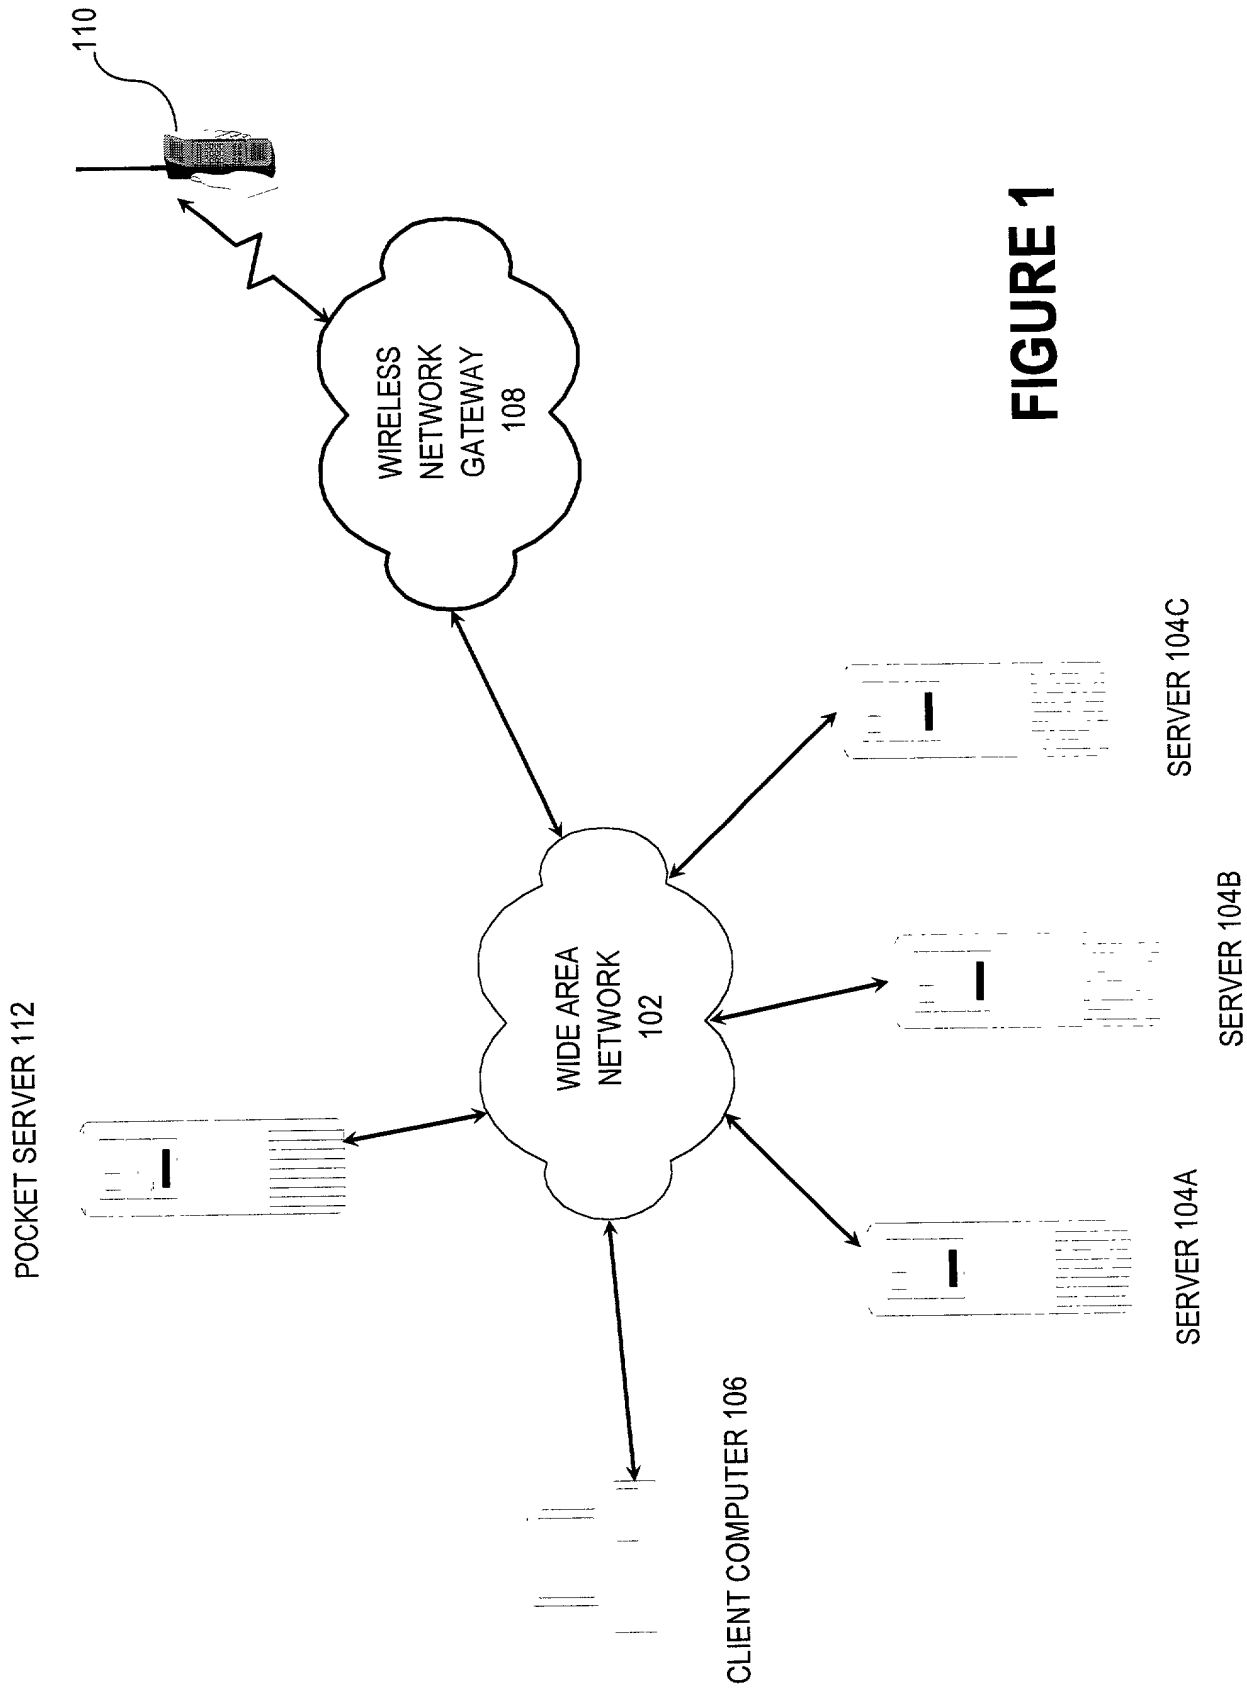 POCKET SERVER 112
110
WIRELESS
NETWORK
GATEWAY
108
WIDE AREA
NETWORK
102
CLIENT COMPUTER 106
SERVER 104A
SERVER 104B
SERVER 104C
FIGURE 1